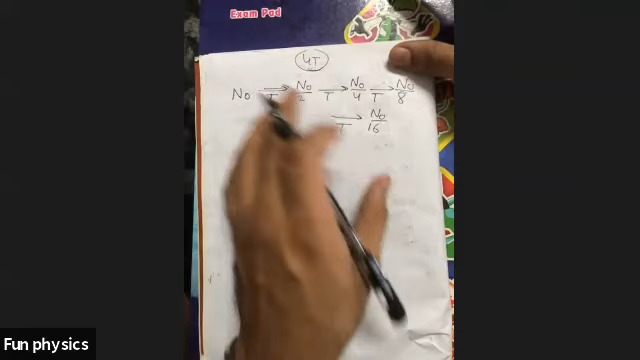 Exam Pad
4T
No →T No/2 →T No/4 →T No/8
→T No/16
Fun physics